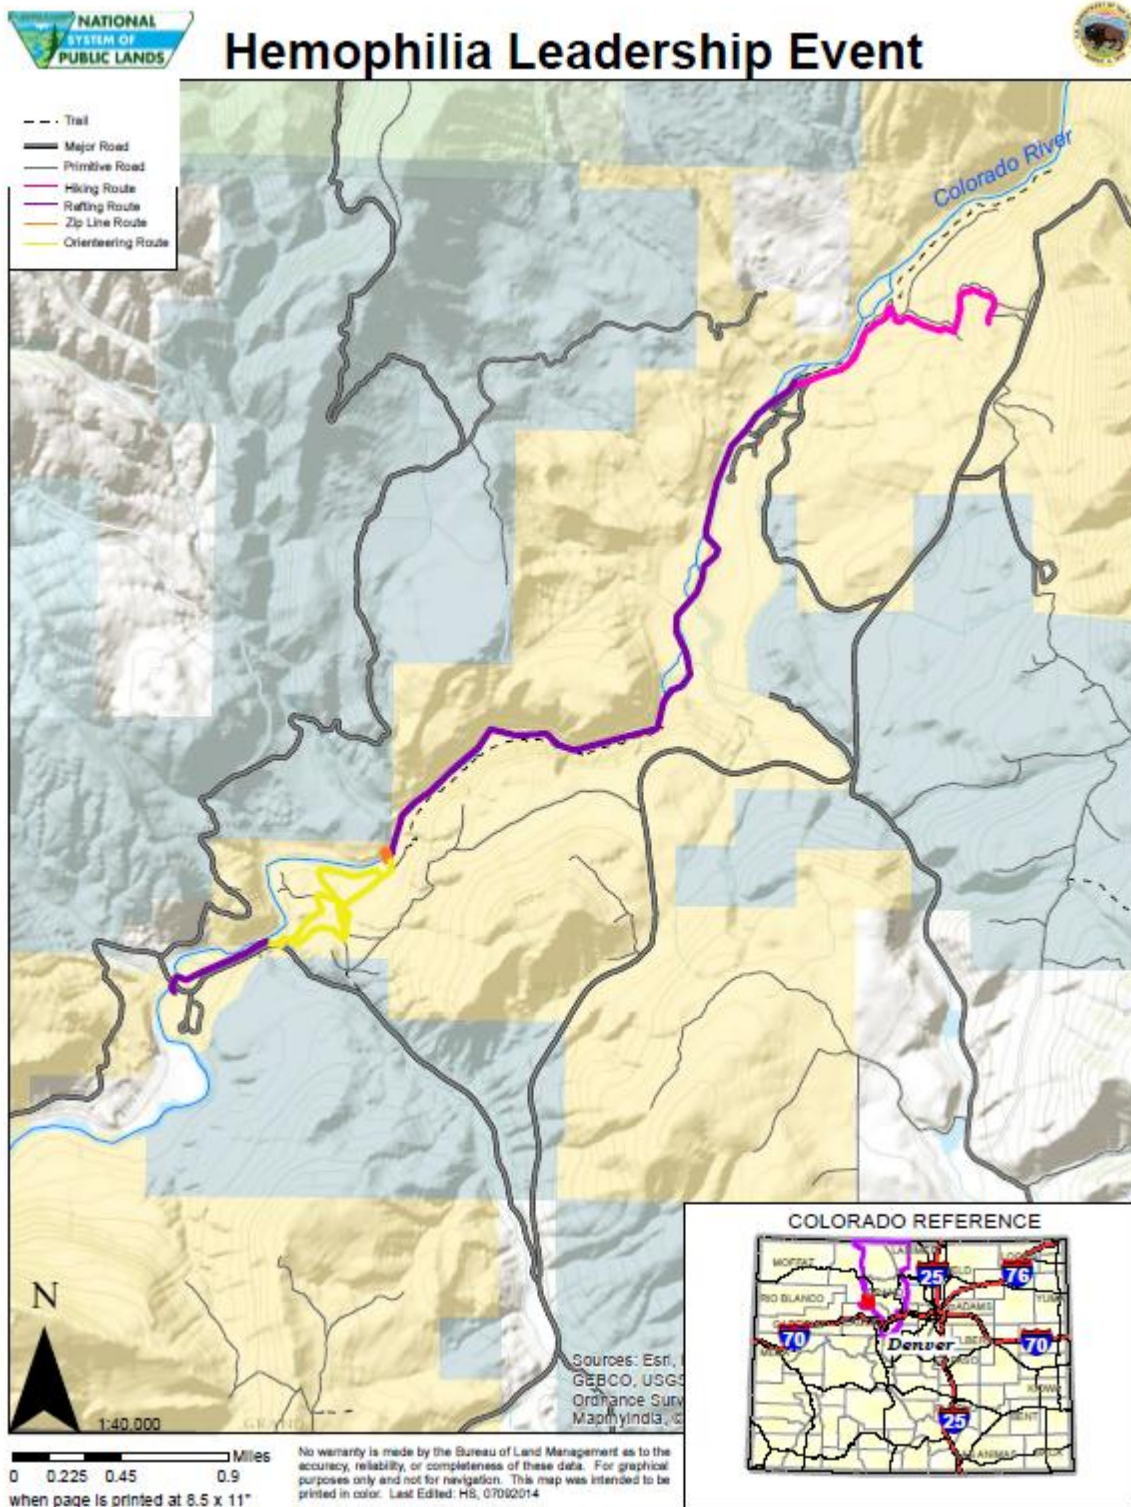 NATIONAL
SYSTEM OF
PUBLIC LANDS
Hemophilia Leadership Event
Trail
Major Road
Primitive Road
Hiking Route
Rafting Route
Zip Line Route
Orienteering Route
Colorado River
COLORADO REFERENCE
MOFFAT
25
76
RIO BLANCO
ADAMS
70
Denver
70
25
N
1:40,000
GRAND
Sources: Esri,
GEBCO, USGS
Ordnance Surv
MapmyIndia, ©
Miles
0 0.225 0.45 0.9
when page is printed at 8.5 x 11"
No warranty is made by the Bureau of Land Management as to the
accuracy, reliability, or completeness of these data. For graphical
purposes only and not for navigation. This map was intended to be
printed in color. Last Edited: HS, 07092014